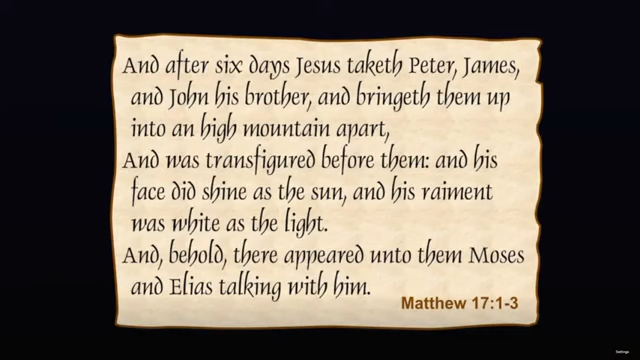 And after six days Jesus taketh Peter, James,
and John his brother, and bringeth them up
into an high mountain apart,
And was transfigured before them: and his
face did shine as the sun, and his raiment
was white as the light.
And, behold, there appeared unto them Moses
and Elias talking with him.
Matthew 17:1-3
Settings